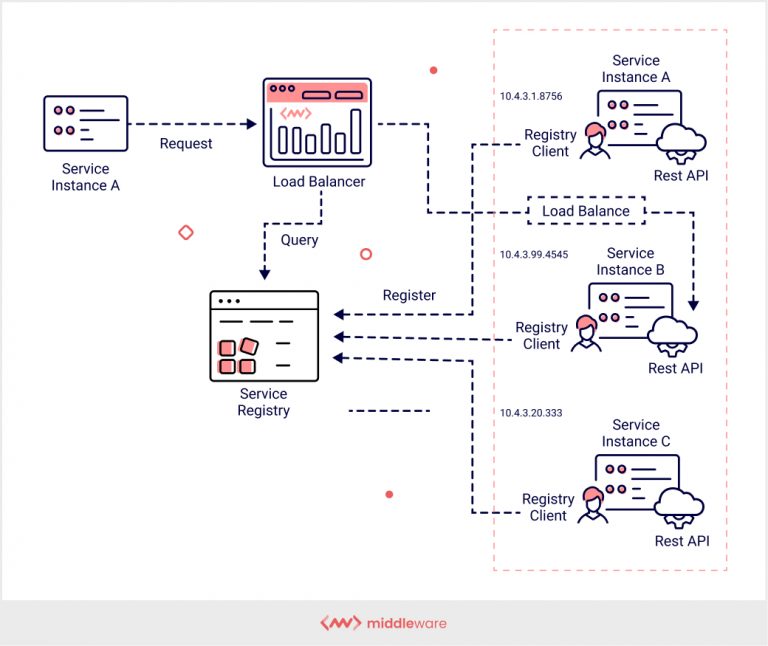 Service
Instance A
Request
Load Balancer
Query
Service
Registry
Register
Service
Instance A
10.4.3.1.8756
Registry
Client
Rest API
Load Balance
10.4.3.99.4545
Service
Instance B
Registry
Client
Rest API
10.4.3.20.333
Service
Instance C
Registry
Client
Rest API
middleware